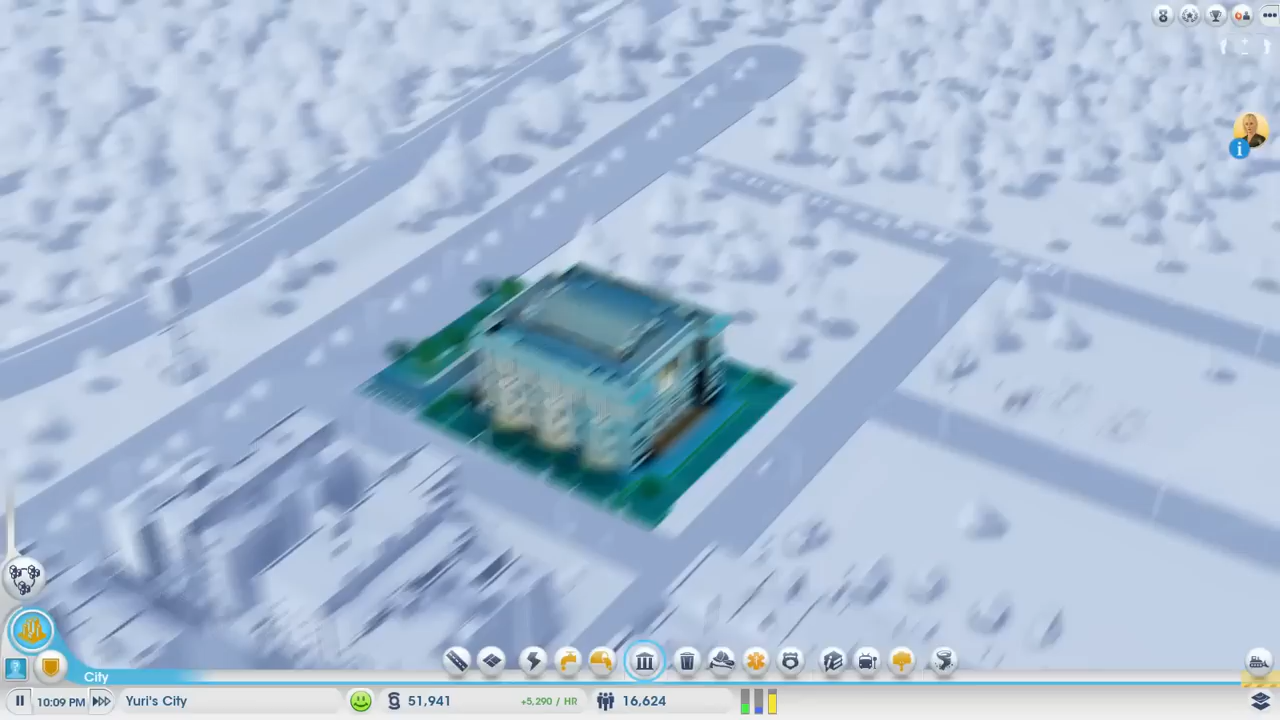 City
10:09 PM
Yuri's City
51,941
+5,290 / HR
16,624